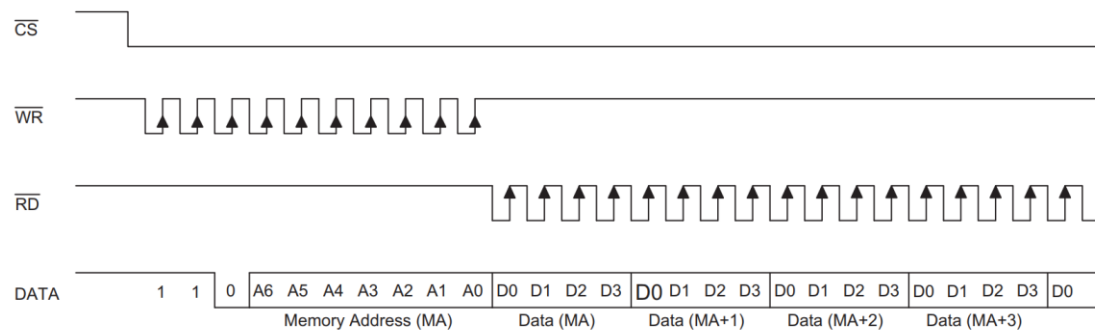 CS
WR
RD
DATA 1 1 0 A6 A5 A4 A3 A2 A1 A0 D0 D1 D2 D3 D0 D1 D2 D3 D0 D1 D2 D3 D0 D1 D2 D3 D0
Memory Address (MA) Data (MA) Data (MA+1) Data (MA+2) Data (MA+3)